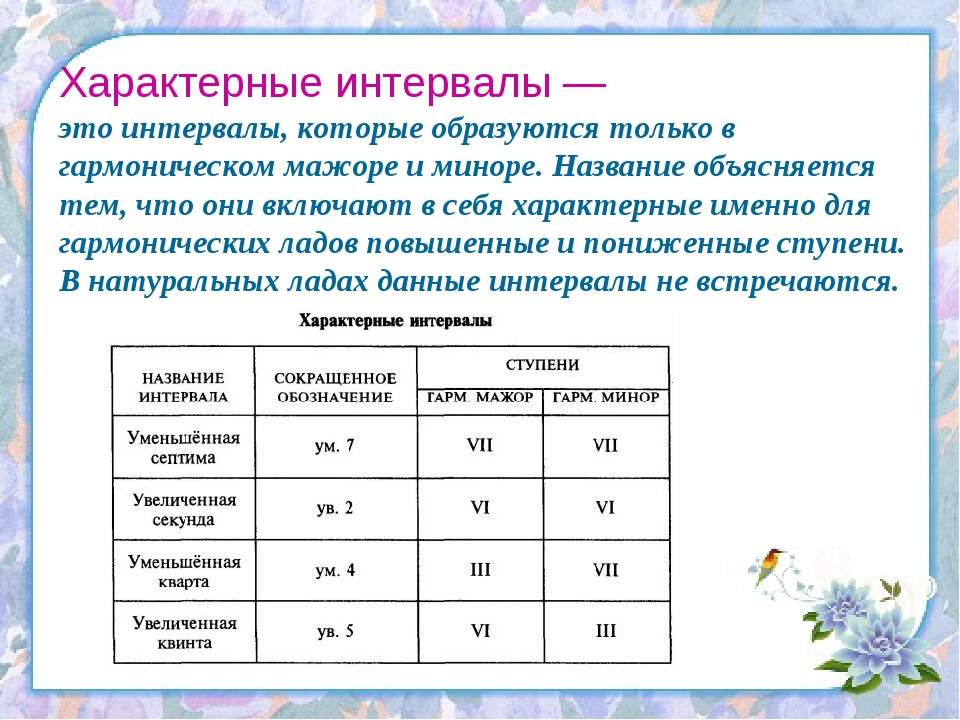 Характерные интервалы —
это интервалы, которые образуются только в
гармоническом мажоре и миноре. Название объясняется
тем, что они включают в себя характерные именно для
гармонических ладов повышенные и пониженные ступени.
В натуральных ладах данные интервалы не встречаются.
Характерные интервалы
НАЗВАНИЕ
ИНТЕРВАЛА
СОКРАЩЕННОЕ
ОБОЗНАЧЕНИЕ
СТУПЕНИ
ГАРМ. МАЖОР
ГАРМ. МИНОР
Уменьшённая
септима
ум. 7
VII
VII
Увеличенная
секунда
ув. 2
VI
VI
Уменьшённая
кварта
ум. 4
III
VII
Увеличенная
квинта
ув. 5
VI
III